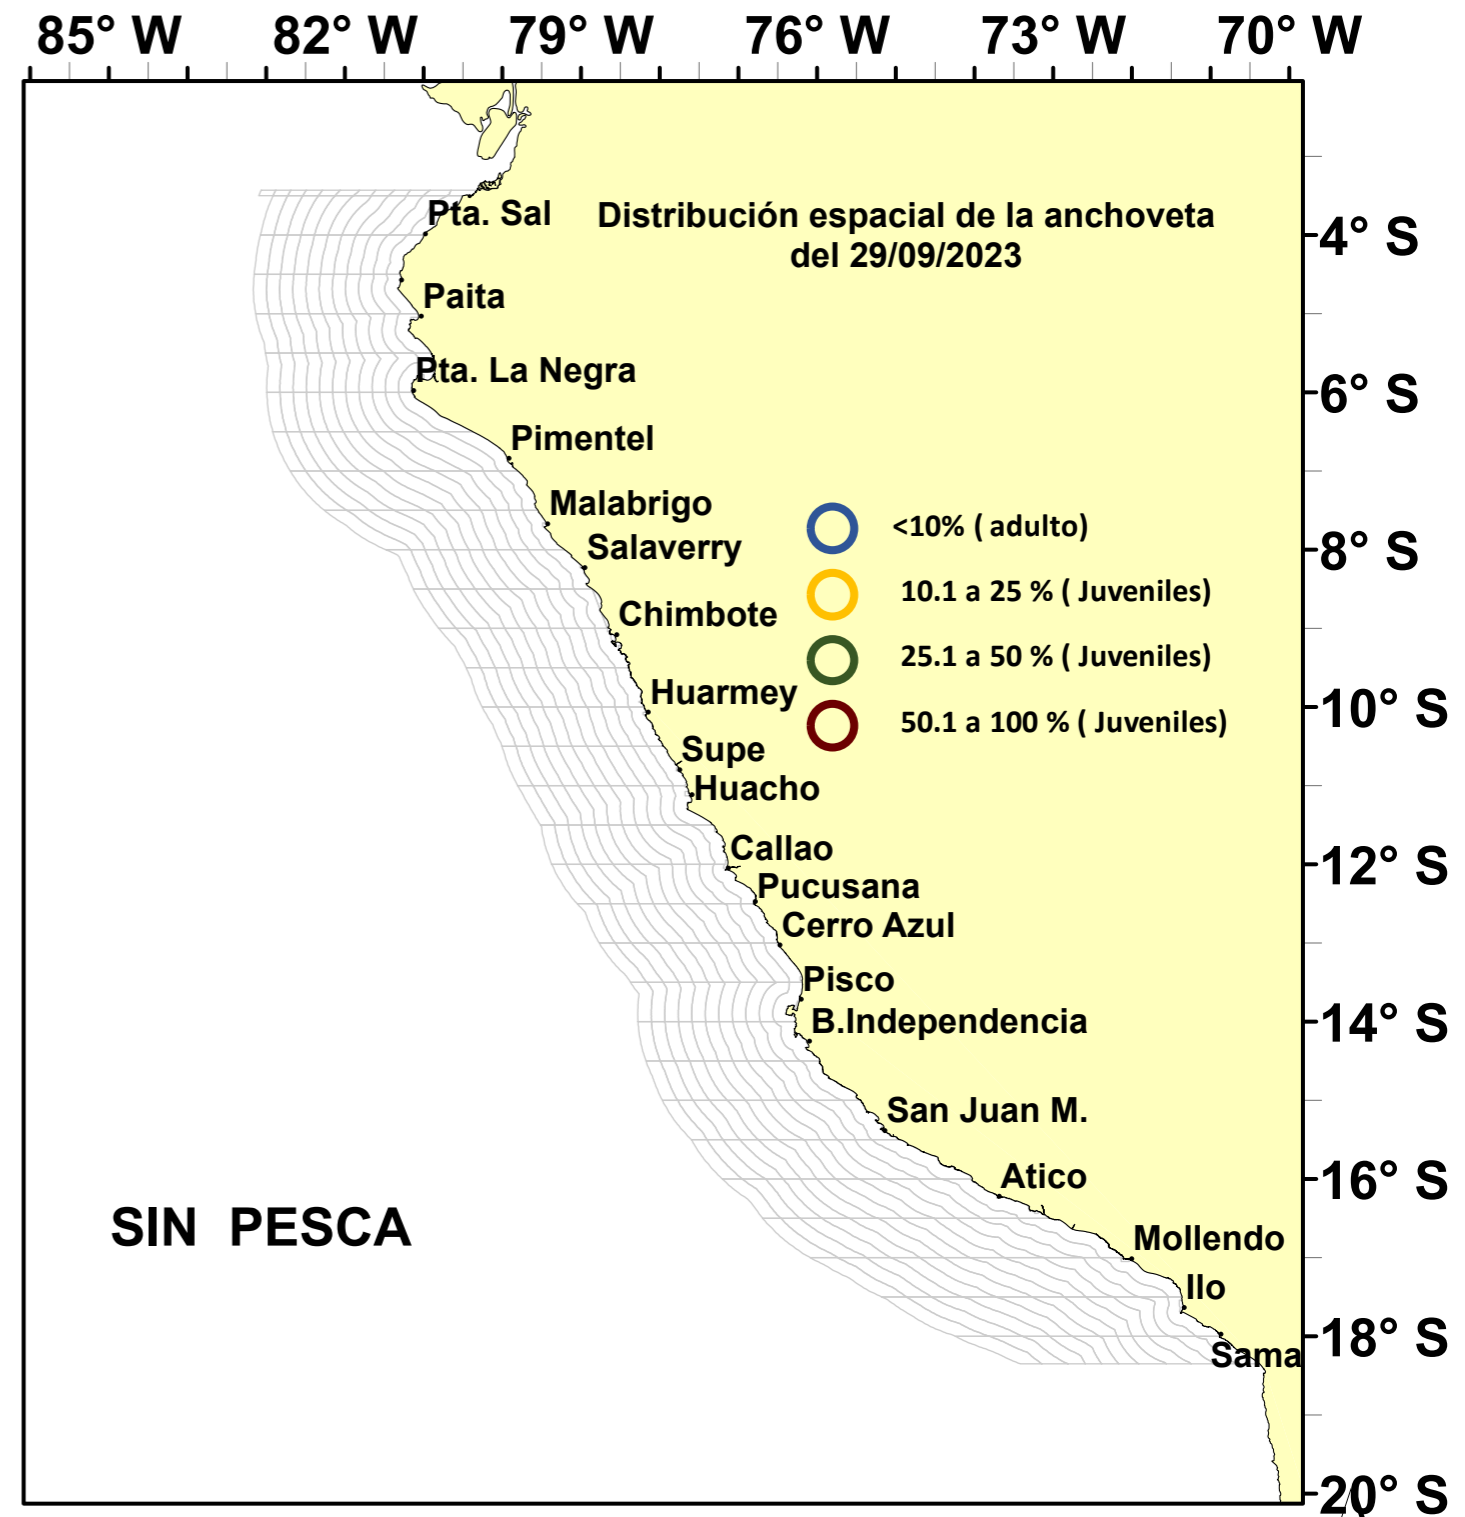 85° W 82° W 79° W 76° W 73° W 70° W
Pta. Sal
Distribución espacial de la anchoveta
del 29/09/2023
4° S
Paita
Pta. La Negra
6° S
Pimentel
Malabrigo
<10% ( adulto)
Salaverry
8° S
10.1 a 25 % ( Juveniles)
Chimbote
25.1 a 50 % ( Juveniles)
Huarmey
10° S
50.1 a 100 % ( Juveniles)
Supe
Huacho
Callao
12° S
Pucusana
Cerro Azul
Pisco
B.Independencia
14° S
San Juan M.
Atico
16° S
SIN PESCA
Mollendo
Ilo
18° S
Sama
20° S